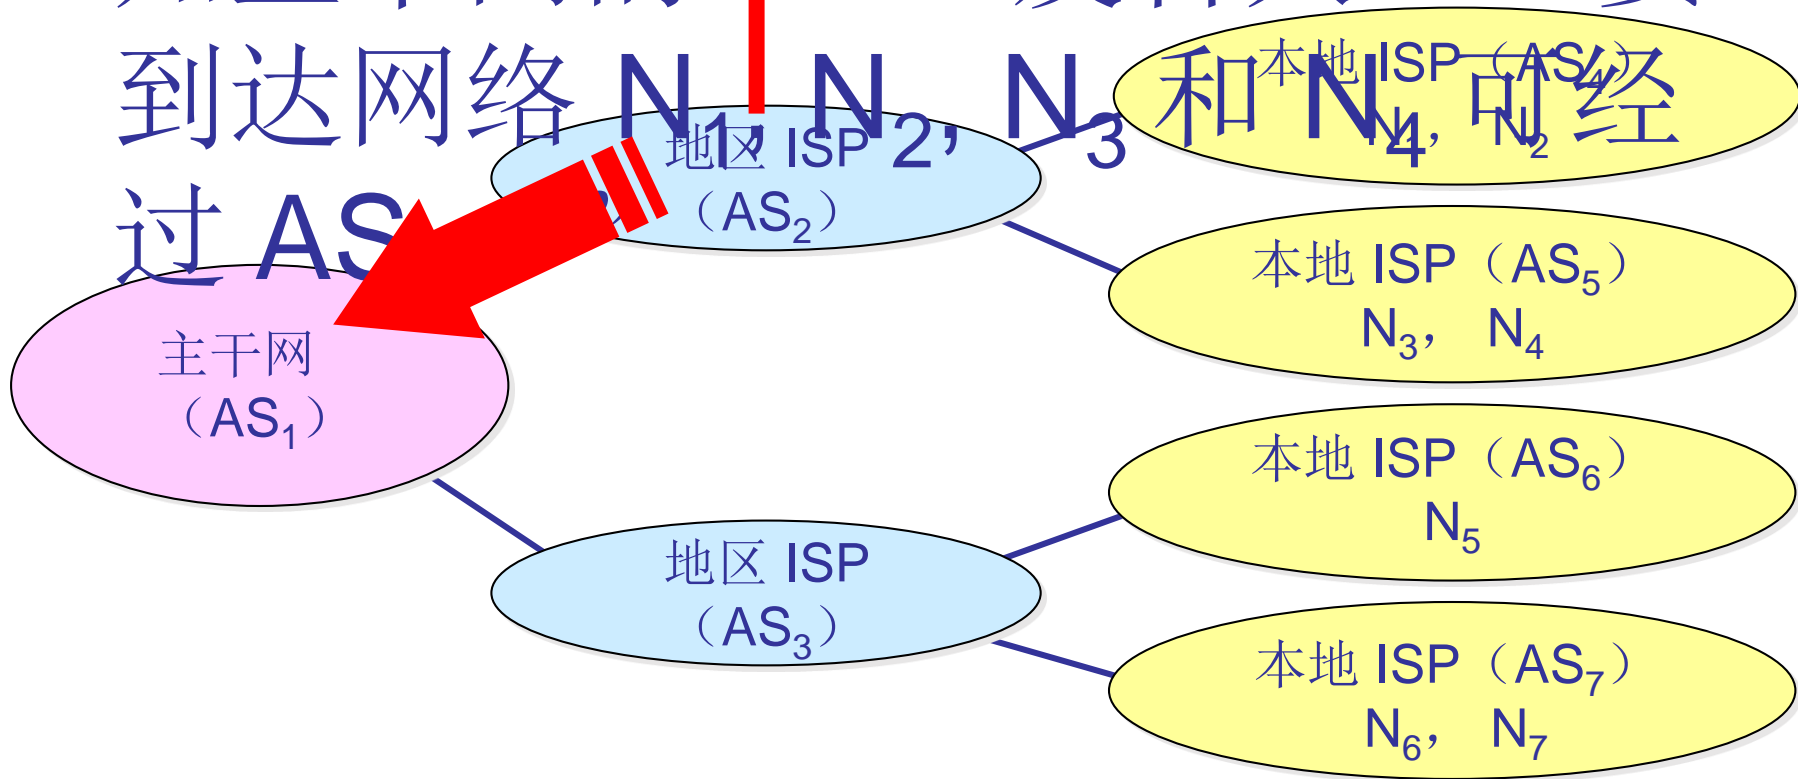 到达网络 N1, N2, N3 和 N4 可经
过 AS
本地 ISP（AS4）
N1， N2
地区 ISP
（AS2）
本地 ISP（AS5）
N3， N4
主干网
（AS1）
本地 ISP（AS6）
N5
地区 ISP
（AS3）
本地 ISP（AS7）
N6， N7